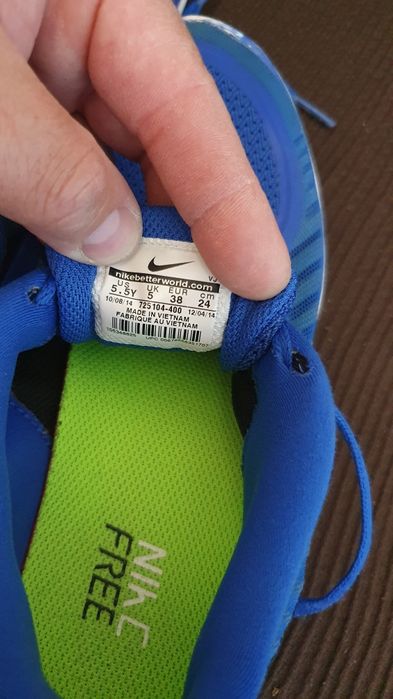 nikebetterworld.com
US UK EUR cm
5.5Y 5 38 24
10/08/14 725104-400 12/04/14
MADE IN VIETNAM
FABRIQUE AU VIETNAM
UPC
NIKE
FREE